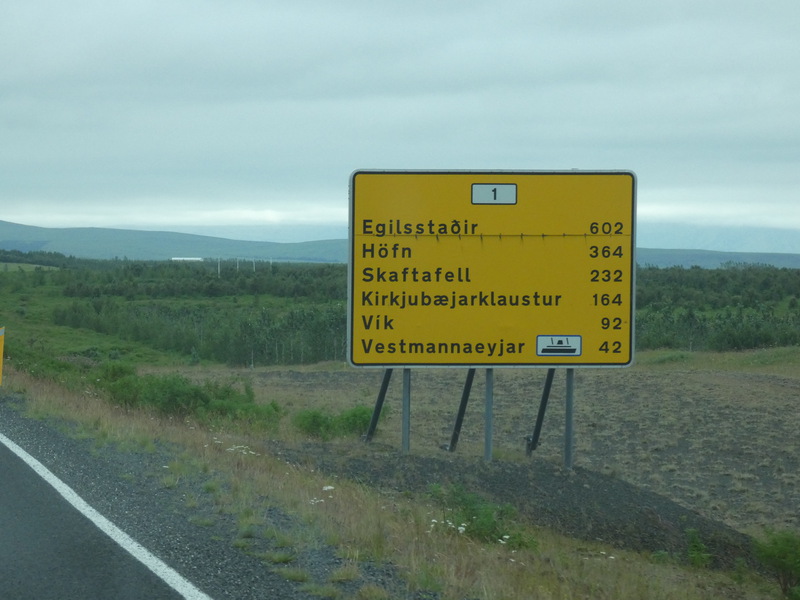 1
Egilsstaðir 602
Höfn 364
Skaftafell 232
Kirkjubæjarklaustur 164
Vík 92
Vestmannaeyjar 42